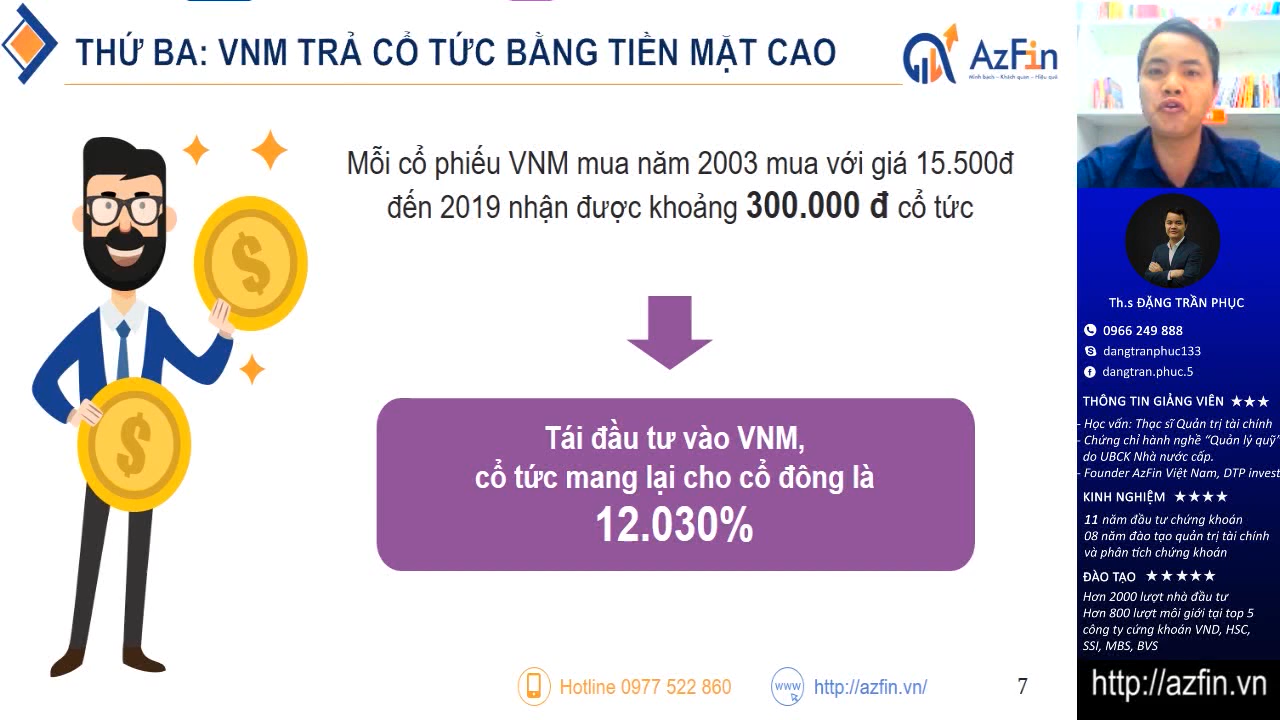 THỨ BA: VNM TRẢ CỔ TỨC BẰNG TIỀN MẶT CAO
AzFin
Minh bạch - Khách quan - Hiệu quả
Mỗi cổ phiếu VNM mua năm 2003 mua với giá 15.500đ
đến 2019 nhận được khoảng 300.000 đ cổ tức
Tái đầu tư vào VNM,
cổ tức mang lại cho cổ đông là
12.030%
Hotline 0977 522 860
www
http://azfin.vn/
7
Th.s ĐẶNG TRẦN PHỤC
0966 249 888
dangtranphuc133
dangtran.phuc.5
THÔNG TIN GIẢNG VIÊN ★★★
- Học vấn: Thạc sĩ Quản trị tài chính
- Chứng chỉ hành nghề “Quản lý quỹ”
do UBCK Nhà nước cấp.
- Founder AzFin Việt Nam, DTP invest
KINH NGHIỆM ★★★★
11 năm đầu tư chứng khoán
08 năm đào tạo quản trị tài chính
và phân tích chứng khoán
ĐÀO TẠO ★★★★★
Hơn 2000 lượt nhà đầu tư
Hơn 800 lượt môi giới tại top 5
công ty cứng khoán VND, HSC,
SSI, MBS, BVS
http://azfin.vn